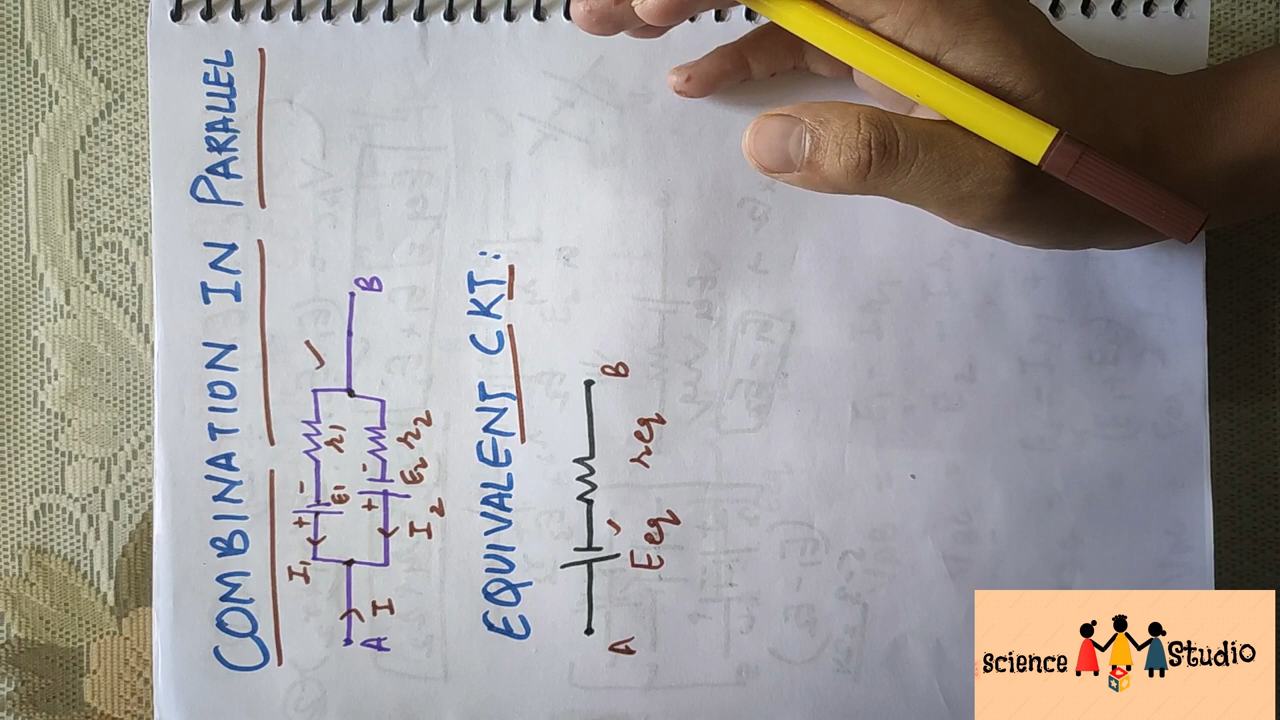 COMBINATION IN PARALLEL
I1 + - E1 r1
A I B
I2 + - E2 r2
EQUIVALENT CKT:
A B
Eeq req
Science Studio